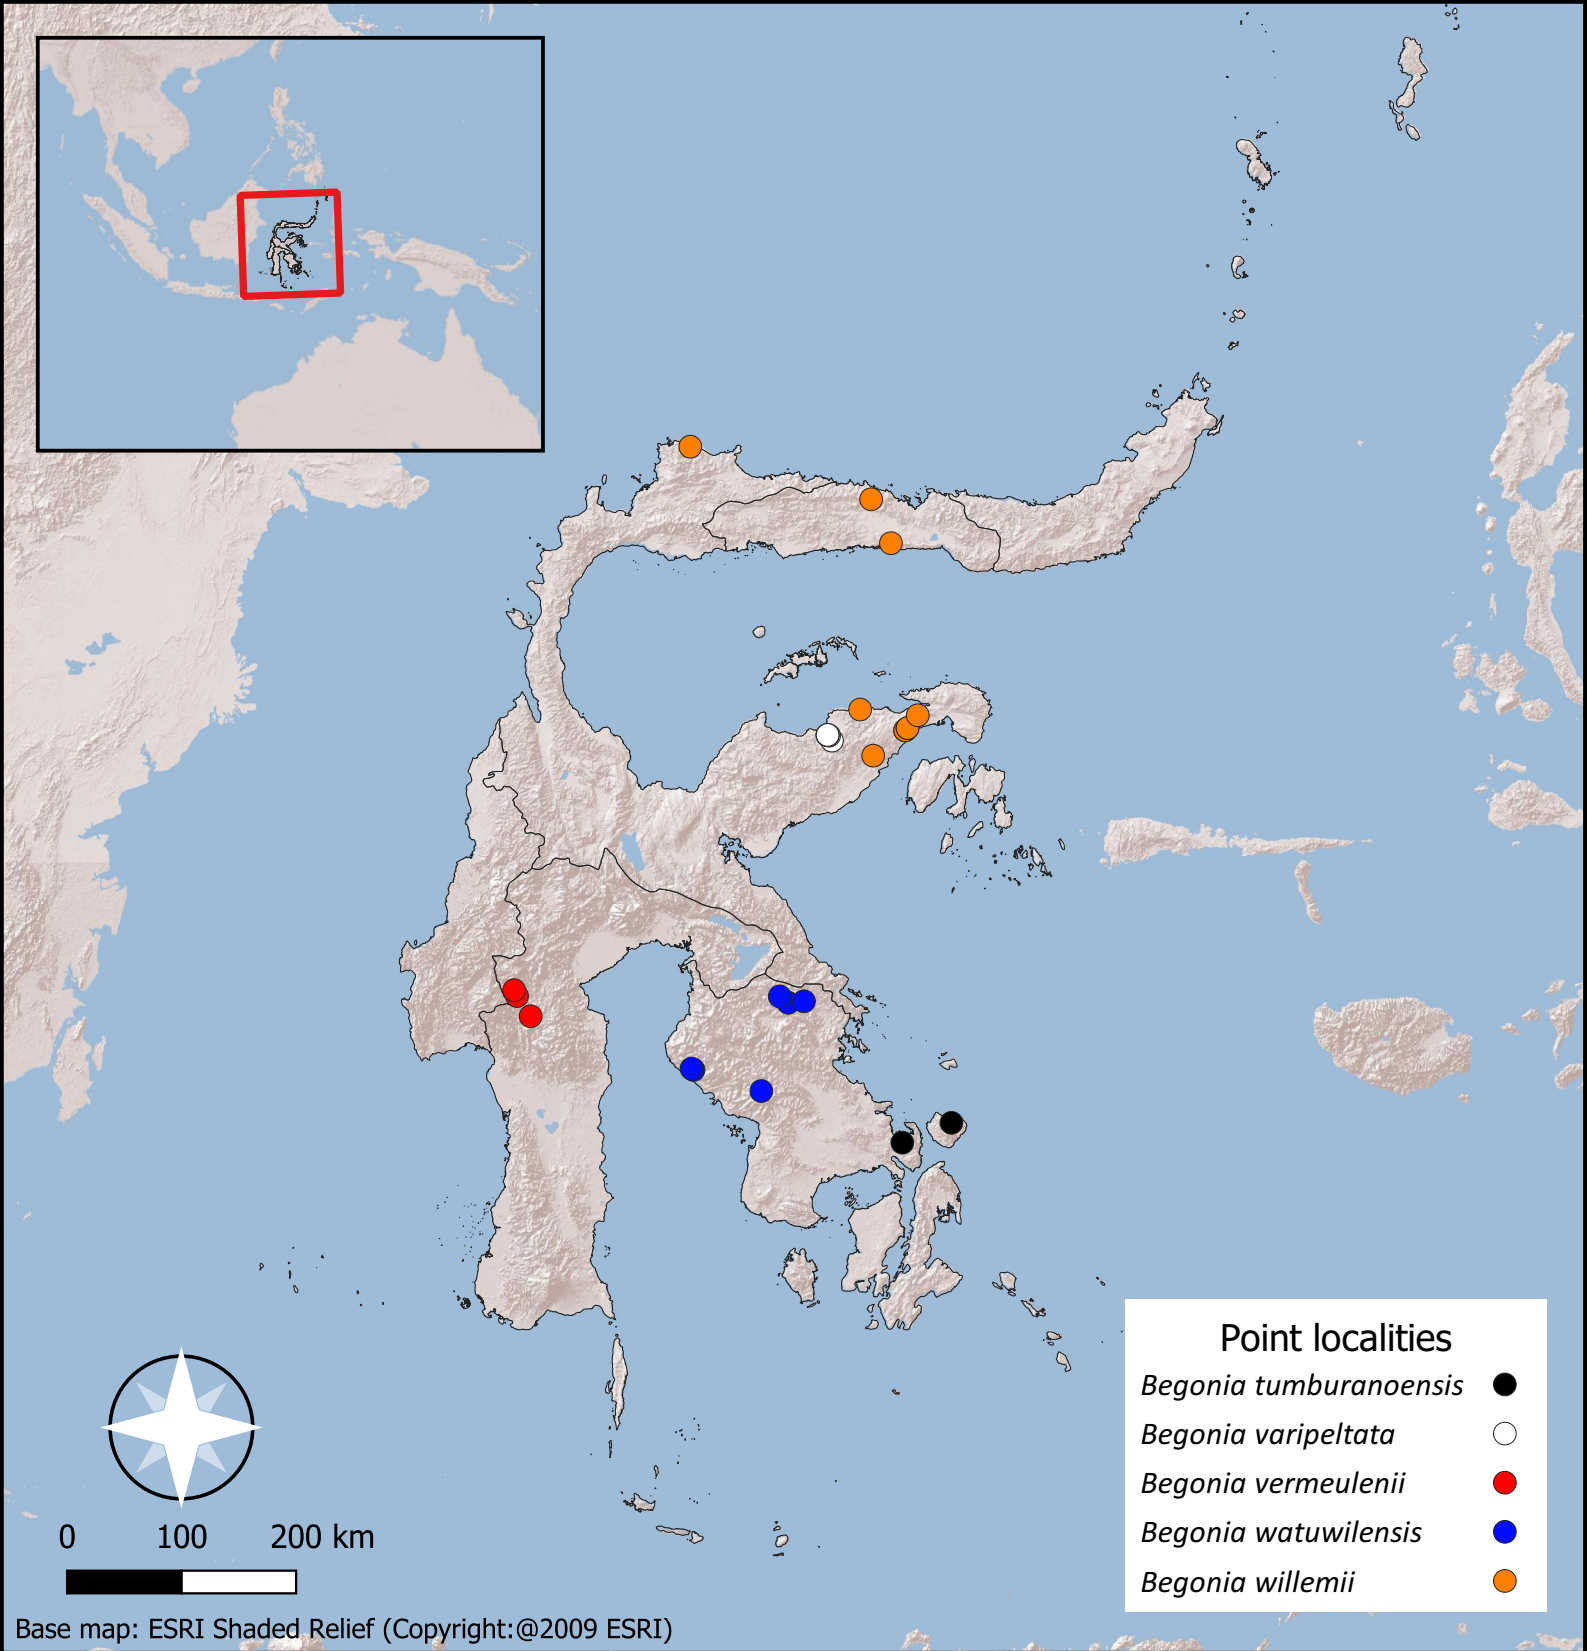 Point localities
Begonia tumburanoensis
Begonia varipeltata
Begonia vermeulenii
Begonia watuwilensis
Begonia willemii
0 100 200 km
Base map: ESRI Shaded Relief (Copyright:@2009 ESRI)